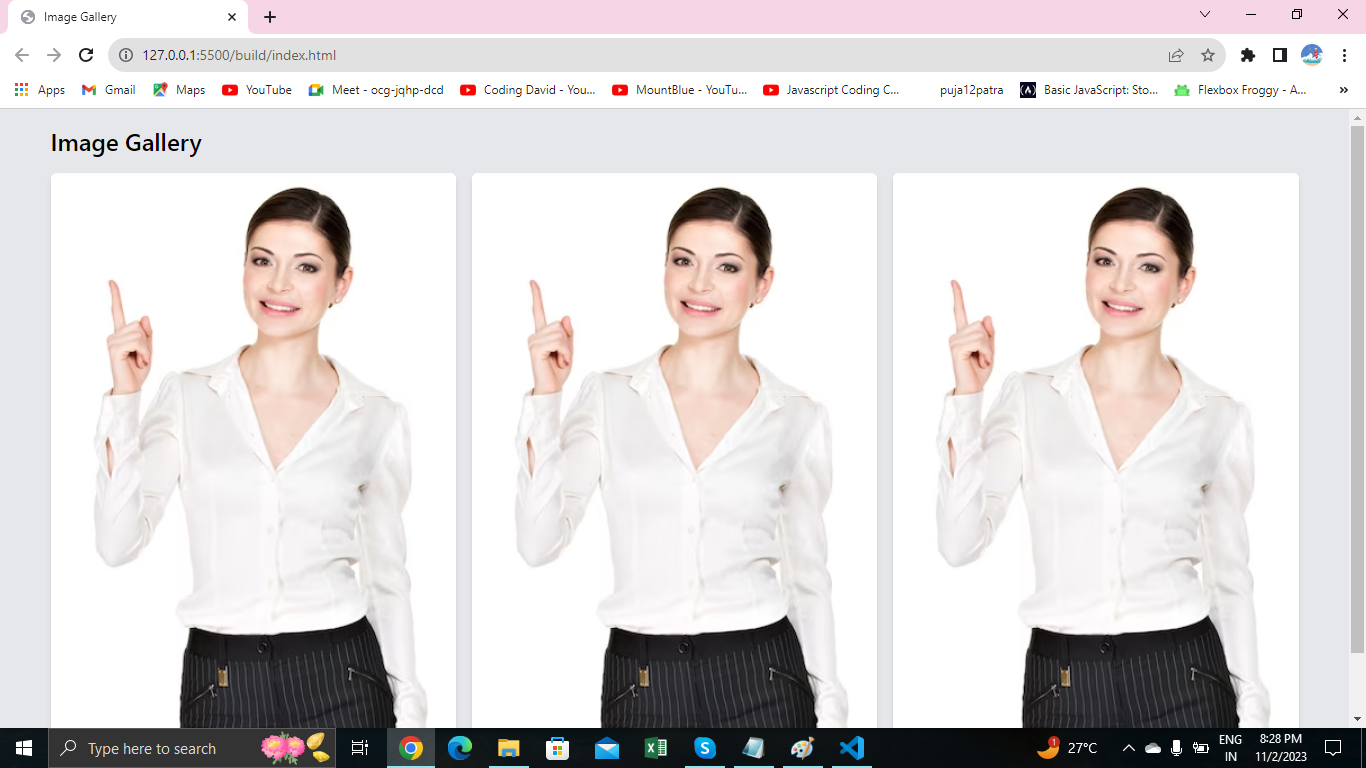 Image Gallery
127.0.0.1:5500/build/index.html
Apps Gmail Maps YouTube Meet - ocg-jqhp-dcd Coding David - You... MountBlue - YouTu... Javascript Coding C... puja12patra Basic JavaScript: Sto... Flexbox Froggy - A... »
Image Gallery
Type here to search
1
27°C
ENG
IN
8:28 PM
11/2/2023